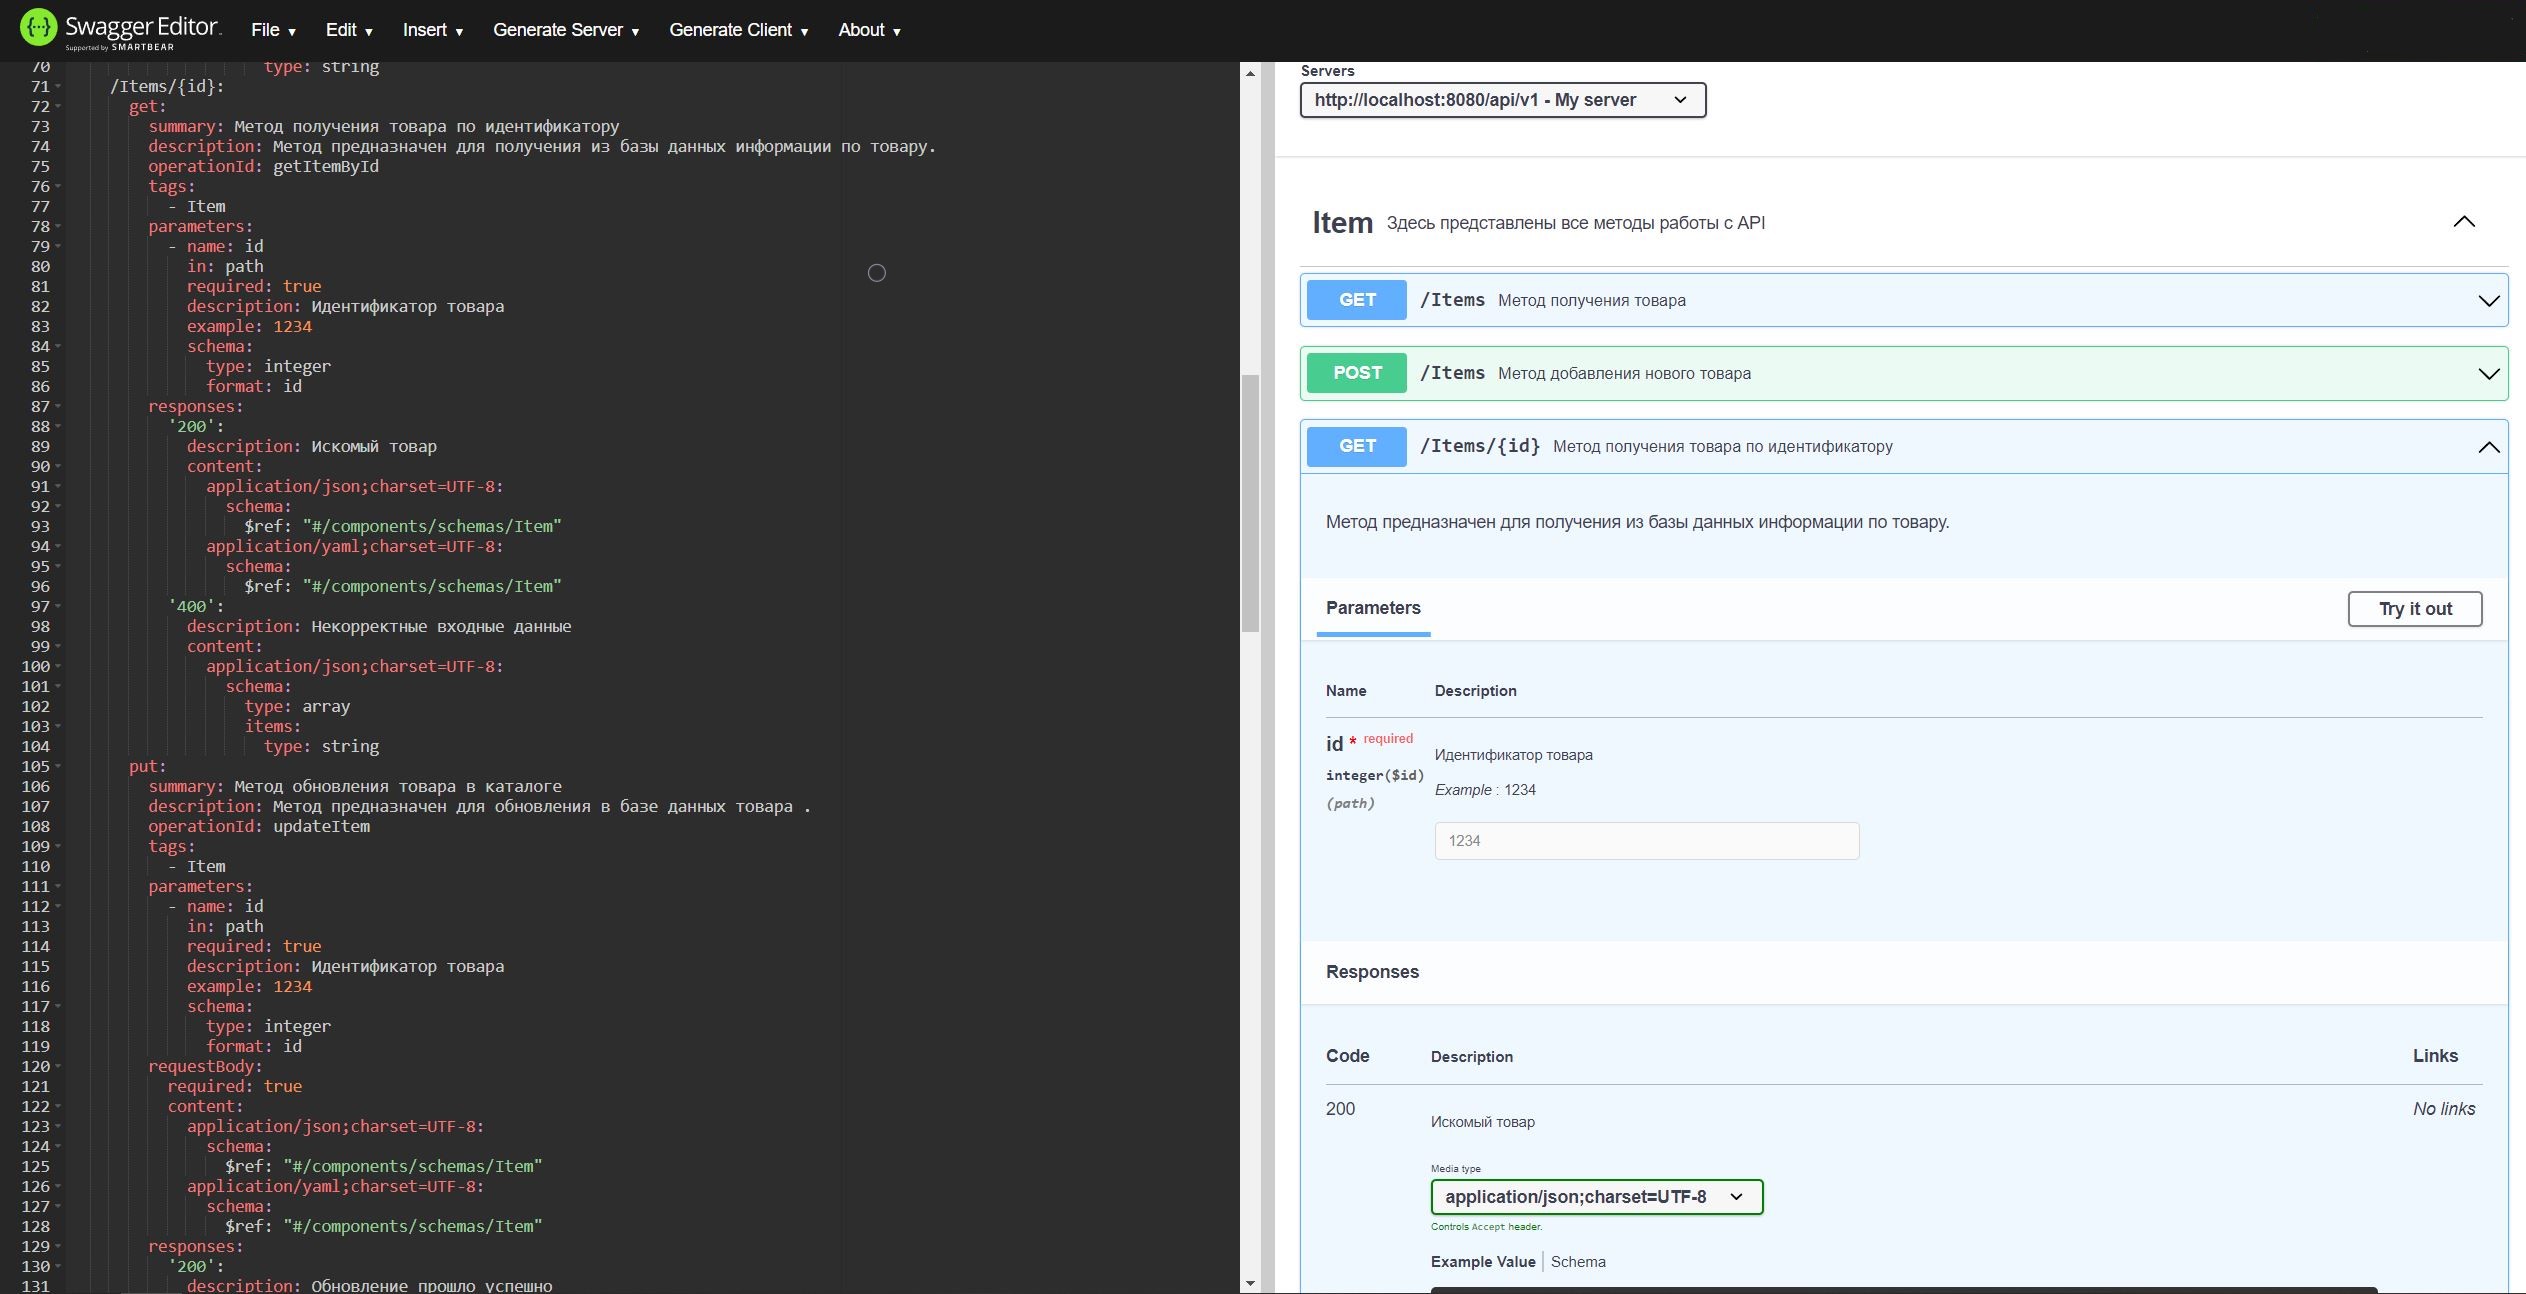 Swagger Editor
Supported by SMARTBEAR
File
Edit
Insert
Generate Server
Generate Client
About
70 type: string
71 /Items/{id}:
72 get:
73 summary: Метод получения товара по идентификатору
74 description: Метод предназначен для получения из базы данных информации по товару.
75 operationId: getItemById
76 tags:
77 - Item
78 parameters:
79 - name: id
80 in: path
81 required: true
82 description: Идентификатор товара
83 example: 1234
84 schema:
85 type: integer
86 format: id
87 responses:
88 '200':
89 description: Искомый товар
90 content:
91 application/json;charset=UTF-8:
92 schema:
93 $ref: "#/components/schemas/Item"
94 application/yaml;charset=UTF-8:
95 schema:
96 $ref: "#/components/schemas/Item"
97 '400':
98 description: Некорректные входные данные
99 content:
100 application/json;charset=UTF-8:
101 schema:
102 type: array
103 items:
104 type: string
105 put:
106 summary: Метод обновления товара в каталоге
107 description: Метод предназначен для обновления в базе данных товара .
108 operationId: updateItem
109 tags:
110 - Item
111 parameters:
112 - name: id
113 in: path
114 required: true
115 description: Идентификатор товара
116 example: 1234
117 schema:
118 type: integer
119 format: id
120 requestBody:
121 required: true
122 content:
123 application/json;charset=UTF-8:
124 schema:
125 $ref: "#/components/schemas/Item"
126 application/yaml;charset=UTF-8:
127 schema:
128 $ref: "#/components/schemas/Item"
129 responses:
130 '200':
131 description: Обновление прошло успешно
Servers
http://localhost:8080/api/v1 - My server
Item Здесь представлены все методы работы с API
GET /Items Метод получения товара
POST /Items Метод добавления нового товара
GET /Items/{id} Метод получения товара по идентификатору
Метод предназначен для получения из базы данных информации по товару.
Parameters
Try it out
Name Description
id * required
integer($id)
(path)
Идентификатор товара
Example : 1234
1234
Responses
Code Description Links
200 Искомый товар No links
Media type
application/json;charset=UTF-8
Controls Accept header.
Example Value Schema